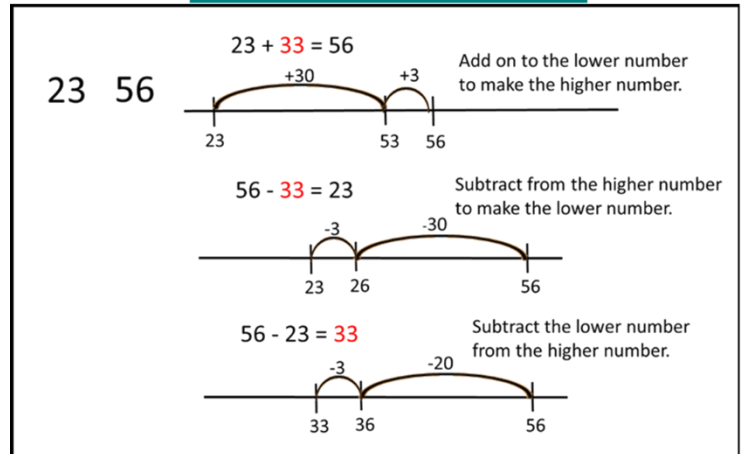 23 56
23 + 33 = 56
+30 +3
Add on to the lower number
to make the higher number.
23 53 56
56 - 33 = 23
Subtract from the higher number
to make the lower number.
-3 -30
23 26 56
56 - 23 = 33
Subtract the lower number
from the higher number.
-3 -20
33 36 56